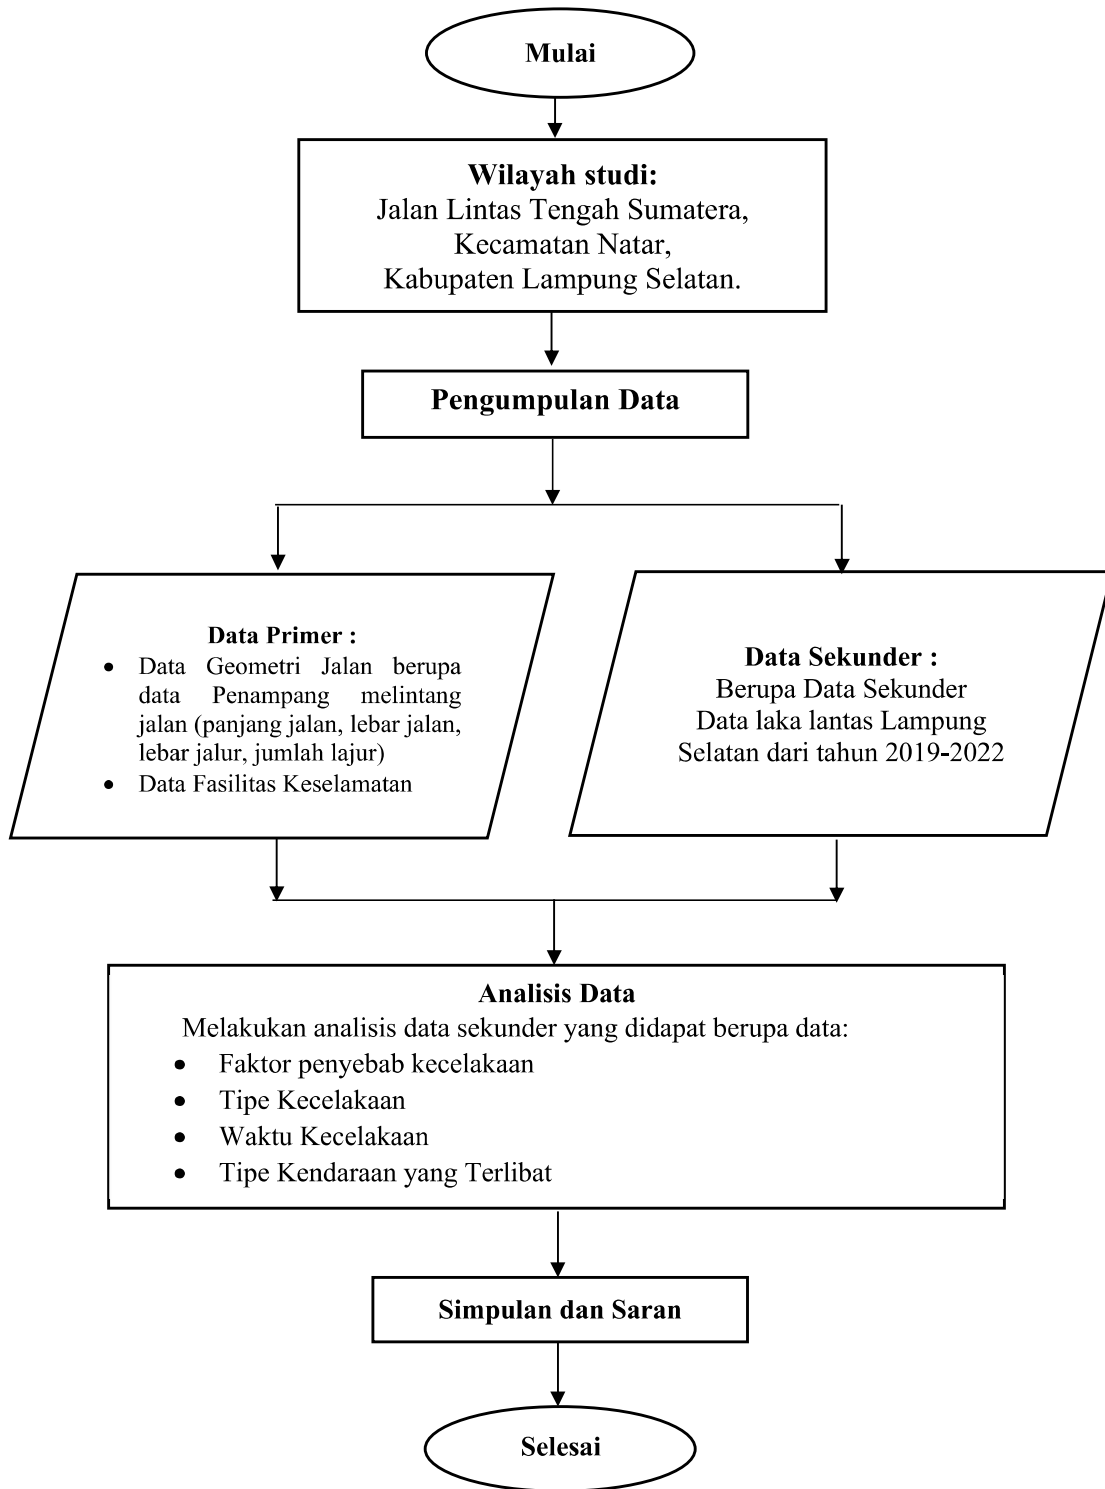 Mulai
Wilayah studi:
Jalan Lintas Tengah Sumatera,
Kecamatan Natar,
Kabupaten Lampung Selatan.
Pengumpulan Data
Data Primer :
• Data Geometri Jalan berupa
data Penampang melintang
jalan (panjang jalan, lebar jalan,
lebar jalur, jumlah lajur)
• Data Fasilitas Keselamatan
Data Sekunder :
Berupa Data Sekunder
Data laka lantas Lampung
Selatan dari tahun 2019-2022
Analisis Data
Melakukan analisis data sekunder yang didapat berupa data:
• Faktor penyebab kecelakaan
• Tipe Kecelakaan
• Waktu Kecelakaan
• Tipe Kendaraan yang Terlibat
Simpulan dan Saran
Selesai